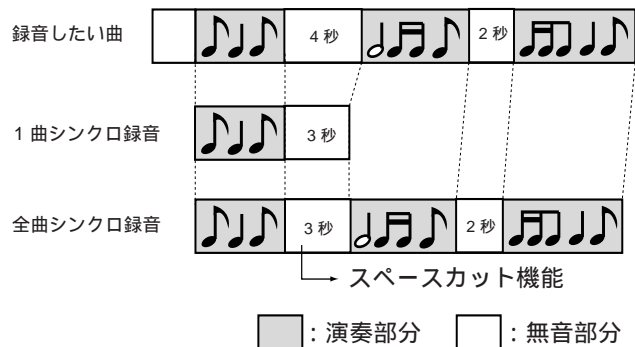 録音したい曲
4 秒
2 秒
1 曲シンクロ録音
3 秒
全曲シンクロ録音
3 秒
2 秒
スペースカット機能
：演奏部分 ：無音部分